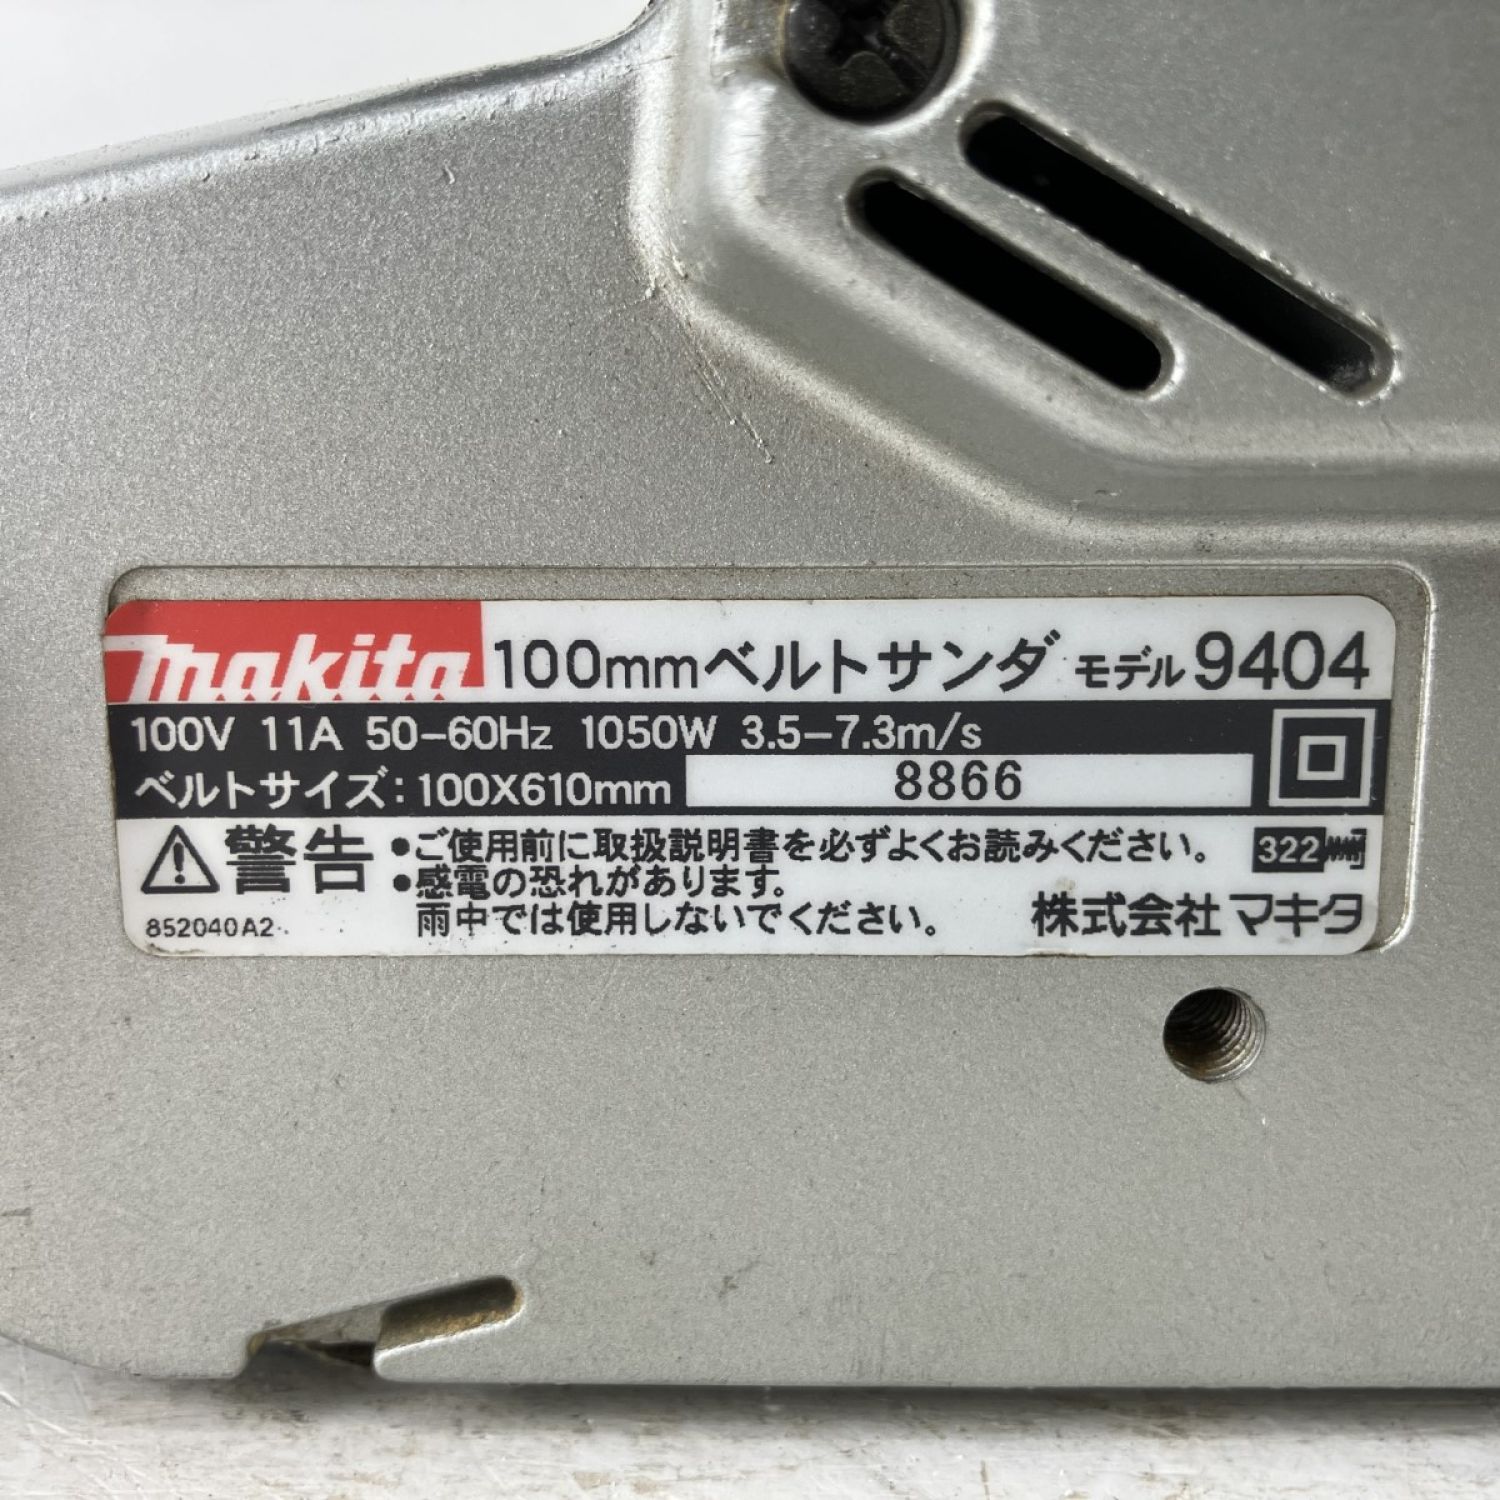 makita 100mmベルトサンダ モデル 9404
100V 11A 50-60Hz 1050W 3.5-7.3m/s
ベルトサイズ:100X610mm 8866
警告 •ご使用前に取扱説明書を必ずよくお読みください。 322
•感電の恐れがあります。
雨中では使用しないでください。
852040A2 株式会社マキタ